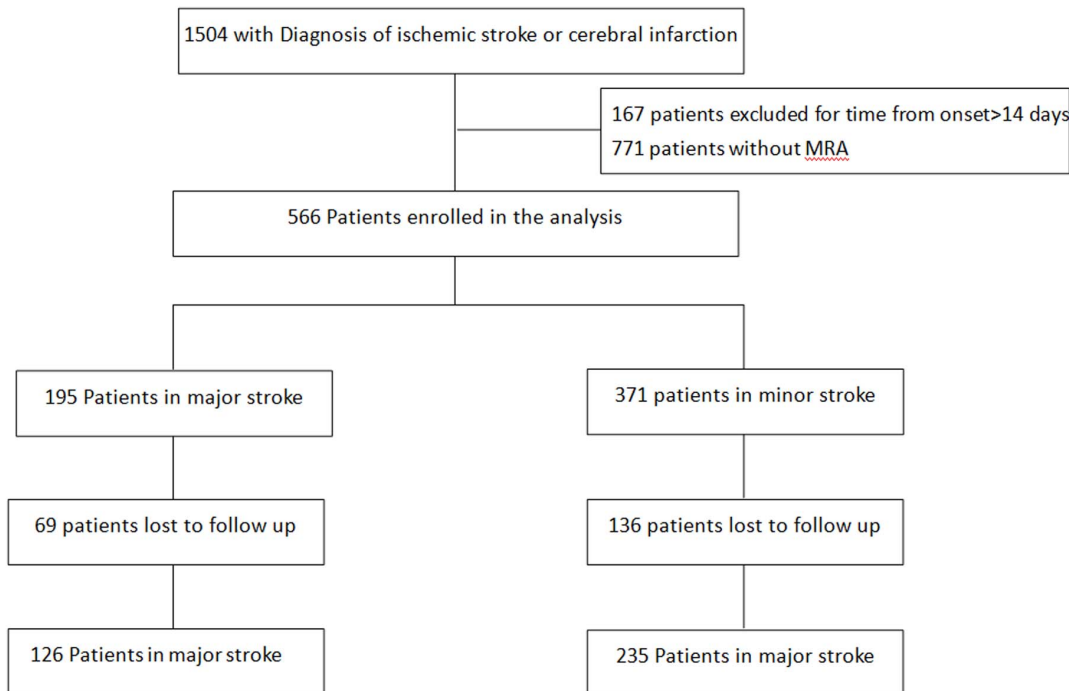 1504 with Diagnosis of ischemic stroke or cerebral infarction
167 patients excluded for time from onset>14 days
771 patients without MRA
566 Patients enrolled in the analysis
195 Patients in major stroke
371 patients in minor stroke
69 patients lost to follow up
136 patients lost to follow up
126 Patients in major stroke
235 Patients in major stroke